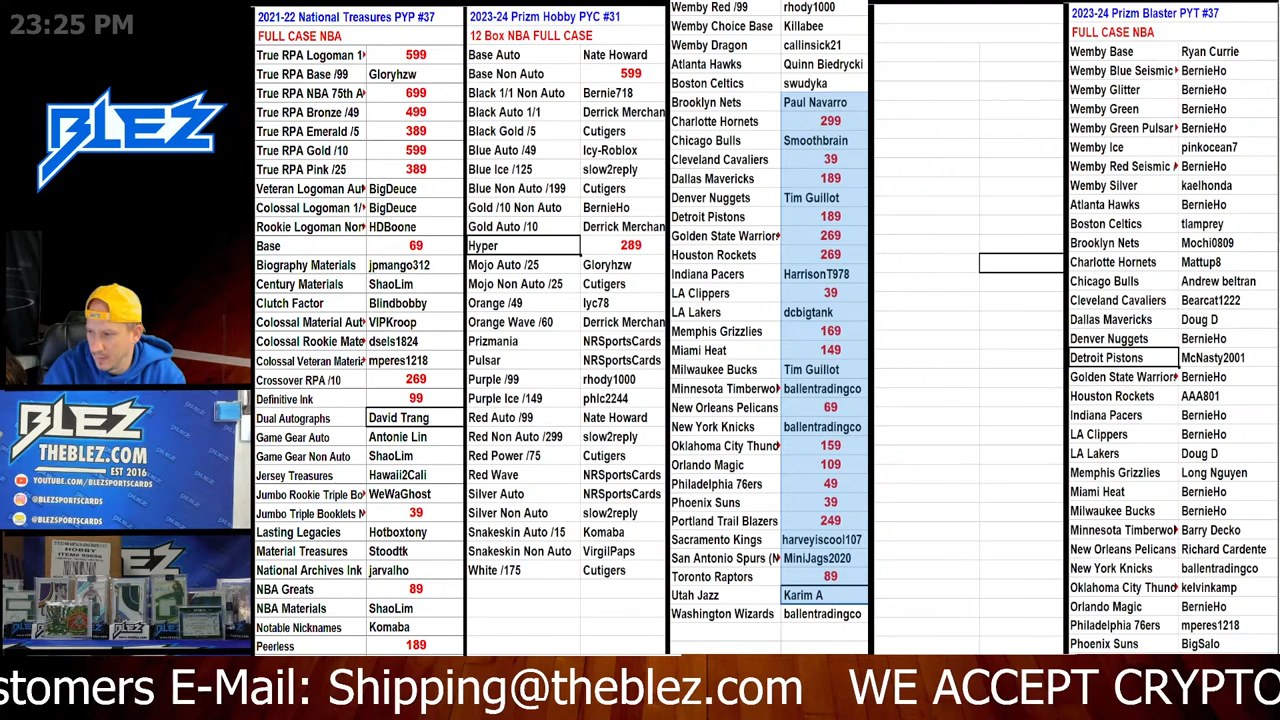 23:25 PM
BLEZ
BLEZ
THEBLEZ.COM
EST 2016
YOUTUBE.COM/BLEZSPORTSCARDS
@BLEZSPORTSCARDS
@BLEZSPORTSCARDS
HOBBY
2021-22 National Treasures PYP #37
FULL CASE NBA
True RPA Logoman 1 599
True RPA Base /99 Gloryhzw
True RPA NBA 75th A 699
True RPA Bronze /49 499
True RPA Emerald /5 389
True RPA Gold /10 599
True RPA Pink /25 389
Veteran Logoman Au BigDeuce
Colossal Logoman 1/ BigDeuce
Rookie Logoman Nor HDBoone
Base 69
Biography Materials jpmango312
Century Materials ShaoLim
Clutch Factor Blindbobby
Colossal Material Aut VIPKroop
Colossal Rookie Mate dsels1824
Colossal Veteran Materi mperes1218
Crossover RPA /10 269
Definitive Ink 99
Dual Autographs David Trang
Game Gear Auto Antonie Lin
Game Gear Non Auto ShaoLim
Jersey Treasures Hawaii2Cali
Jumbo Rookie Triple Bo WeWaGhost
Jumbo Triple Booklets N 39
Lasting Legacies Hotboxtony
Material Treasures Stoodtk
National Archives Ink jarvalho
NBA Greats 89
NBA Materials ShaoLim
Notable Nicknames Komaba
Peerless 189
2023-24 Prizm Hobby PYC #31
12 Box NBA FULL CASE
Base Auto Nate Howard
Base Non Auto 599
Black 1/1 Non Auto Bernie718
Black Auto 1/1 Derrick Merchan
Black Gold /5 Cutigers
Blue Auto /49 Icy-Roblox
Blue Ice /125 slow2reply
Blue Non Auto /199 Cutigers
Gold /10 Non Auto BernieHo
Gold Auto /10 Derrick Merchan
Hyper 289
Mojo Auto /25 Gloryhzw
Mojo Non Auto /25 Cutigers
Orange /49 lyc78
Orange Wave /60 Derrick Merchan
Prizmania NRSportsCards
Pulsar NRSportsCards
Purple /99 rhody1000
Purple Ice /149 phlc2244
Red Auto /99 Nate Howard
Red Non Auto /299 slow2reply
Red Power /75 Cutigers
Red Wave NRSportsCards
Silver Auto NRSportsCards
Silver Non Auto slow2reply
Snakeskin Auto /15 Komaba
Snakeskin Non Auto VirgilPaps
White /175 Cutigers
Wemby Red /99 rhody1000
Wemby Choice Base Killabee
Wemby Dragon callinsick21
Atlanta Hawks Quinn Biedrycki
Boston Celtics swudyka
Brooklyn Nets Paul Navarro
Charlotte Hornets 299
Chicago Bulls Smoothbrain
Cleveland Cavaliers 39
Dallas Mavericks 189
Denver Nuggets Tim Guillot
Detroit Pistons 189
Golden State Warrior 269
Houston Rockets 269
Indiana Pacers HarrisonT978
LA Clippers 39
LA Lakers dcbigtank
Memphis Grizzlies 169
Miami Heat 149
Milwaukee Bucks Tim Guillot
Minnesota Timberwo ballentradingco
New Orleans Pelicans 69
New York Knicks ballentradingco
Oklahoma City Thund 159
Orlando Magic 109
Philadelphia 76ers 49
Phoenix Suns 39
Portland Trail Blazers 249
Sacramento Kings harveyiscool107
San Antonio Spurs (N MiniJags2020
Toronto Raptors 89
Utah Jazz Karim A
Washington Wizards ballentradingco
2023-24 Prizm Blaster PYT #37
FULL CASE NBA
Wemby Base Ryan Currie
Wemby Blue Seismic BernieHo
Wemby Glitter BernieHo
Wemby Green BernieHo
Wemby Green Pulsar BernieHo
Wemby Ice pinkocean7
Wemby Red Seismic BernieHo
Wemby Silver kaelhonda
Atlanta Hawks BernieHo
Boston Celtics tlamprey
Brooklyn Nets Mochi0809
Charlotte Hornets Mattup8
Chicago Bulls Andrew beltran
Cleveland Cavaliers Bearcat1222
Dallas Mavericks Doug D
Denver Nuggets BernieHo
Detroit Pistons McNasty2001
Golden State Warrior BernieHo
Houston Rockets AAA801
Indiana Pacers BernieHo
LA Clippers BernieHo
LA Lakers Doug D
Memphis Grizzlies Long Nguyen
Miami Heat BernieHo
Milwaukee Bucks BernieHo
Minnesota Timberwo Barry Decko
New Orleans Pelicans Richard Cardente
New York Knicks ballentradingco
Oklahoma City Thund kelvinkamp
Orlando Magic BernieHo
Philadelphia 76ers mperes1218
Phoenix Suns BigSalo
stomers E-Mail: Shipping@theblez.com WE ACCEPT CRYPTO